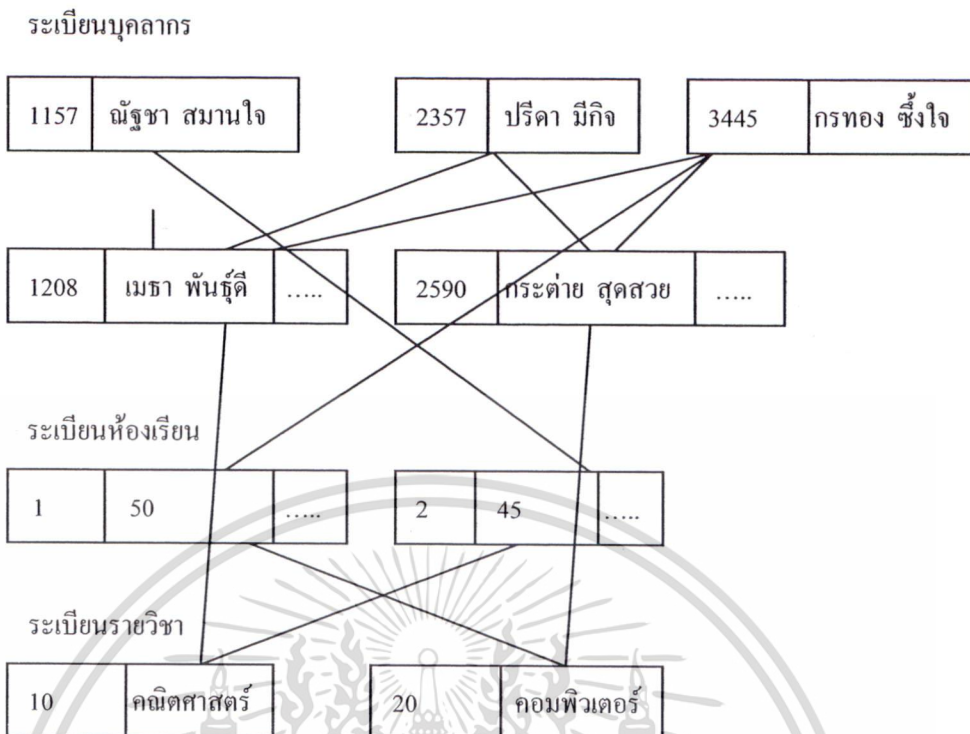 ระเบียนบุคลากร
1157 ณัฐชา สมานใจ 2357 ปรีดา มีกิจ 3445 กรทอง ซึ้งใจ
1208 เมธา พันธุ์ดี ..... 2590 กระต่าย สุดสวย .....
ระเบียนห้องเรียน
1 50 ..... 2 45 .....
ระเบียนรายวิชา
10 คณิตศาสตร์ 20 คอมพิวเตอร์